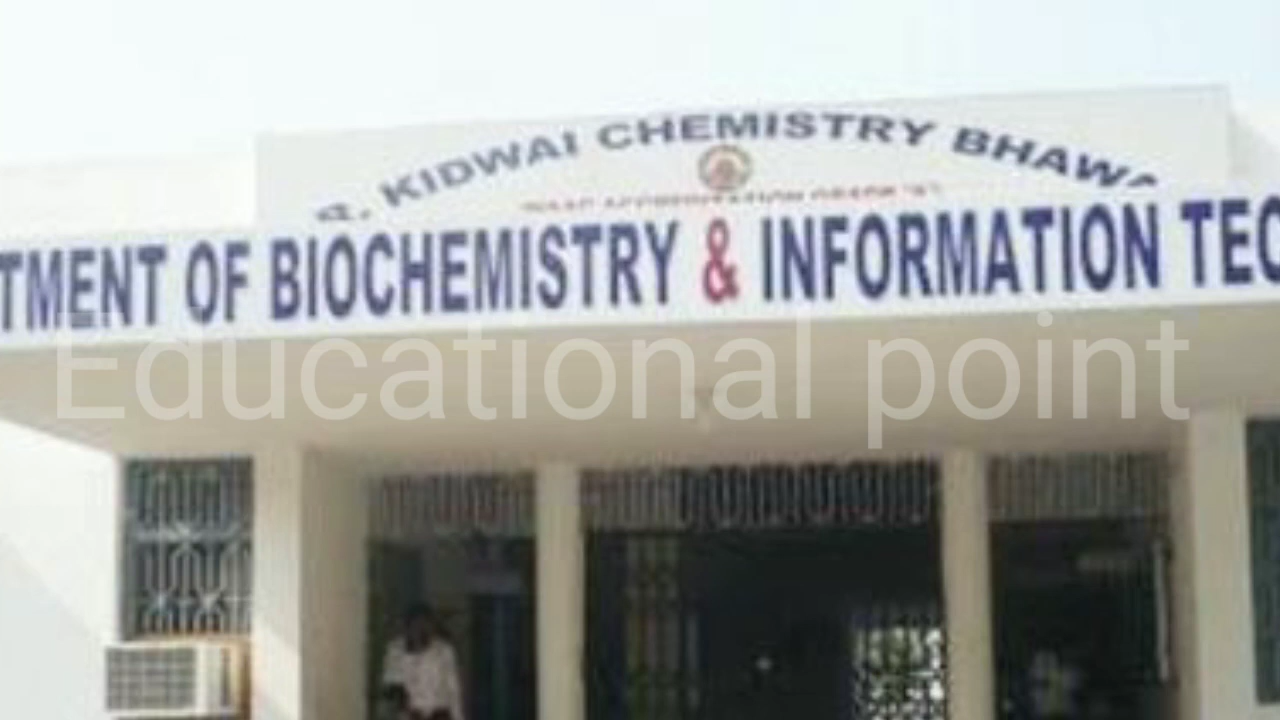 KIDWAI CHEMISTRY BHAWA
TMENT OF BIOCHEMISTRY & INFORMATION TEC
Educational point